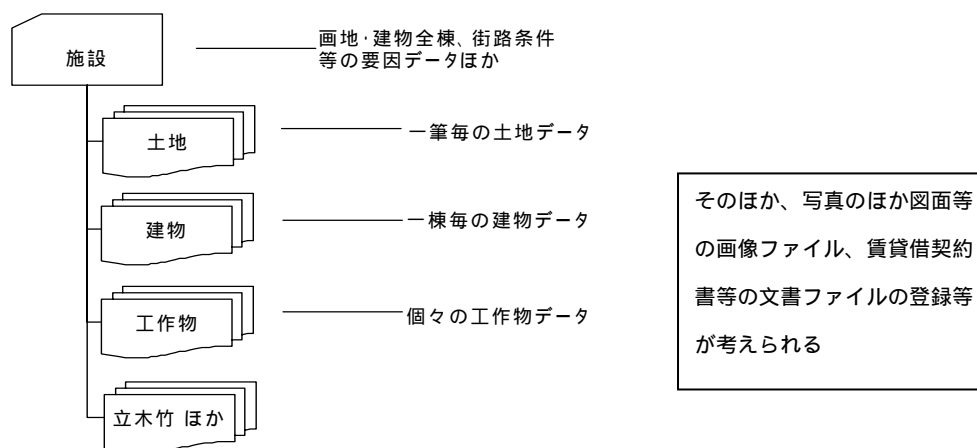 施設
画地・建物全棟、街路条件
等の要因データほか
土地
一筆毎の土地データ
建物
一棟毎の建物データ
工作物
個々の工作物データ
立木竹 ほか
そのほか、写真のほか図面等
の画像ファイル、賃貸借契約
書等の文書ファイルの登録等
が考えられる